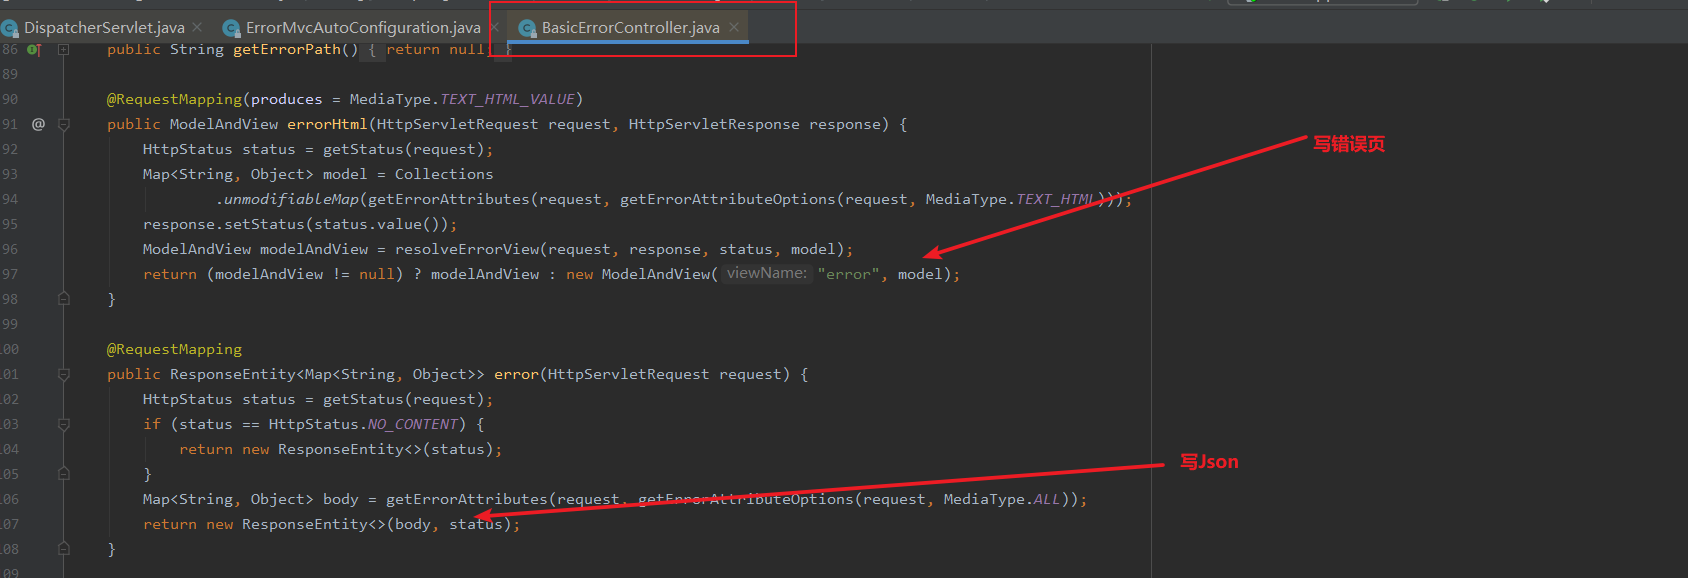 DispatcherServlet.java × ErrorMvcAutoConfiguration.java × BasicErrorController.java ×
86 public String getErrorPath() { return null; }
89
90 @RequestMapping(produces = MediaType.TEXT_HTML_VALUE)
91 @ public ModelAndView errorHtml(HttpServletRequest request, HttpServletResponse response) {
写错误页
92 HttpStatus status = getStatus(request);
93 Map<String, Object> model = Collections
94 .unmodifiableMap(getErrorAttributes(request, getErrorAttributeOptions(request, MediaType.TEXT_HTML)));
95 response.setStatus(status.value());
96 ModelAndView modelAndView = resolveErrorView(request, response, status, model);
97 return (modelAndView != null) ? modelAndView : new ModelAndView( viewName: "error", model);
98 }
99
00 @RequestMapping
01 public ResponseEntity<Map<String, Object>> error(HttpServletRequest request) {
02 HttpStatus status = getStatus(request);
03 if (status == HttpStatus.NO_CONTENT) {
04 return new ResponseEntity<>(status);
写Json
05 }
06 Map<String, Object> body = getErrorAttributes(request, getErrorAttributeOptions(request, MediaType.ALL));
07 return new ResponseEntity<>(body, status);
08 }
09